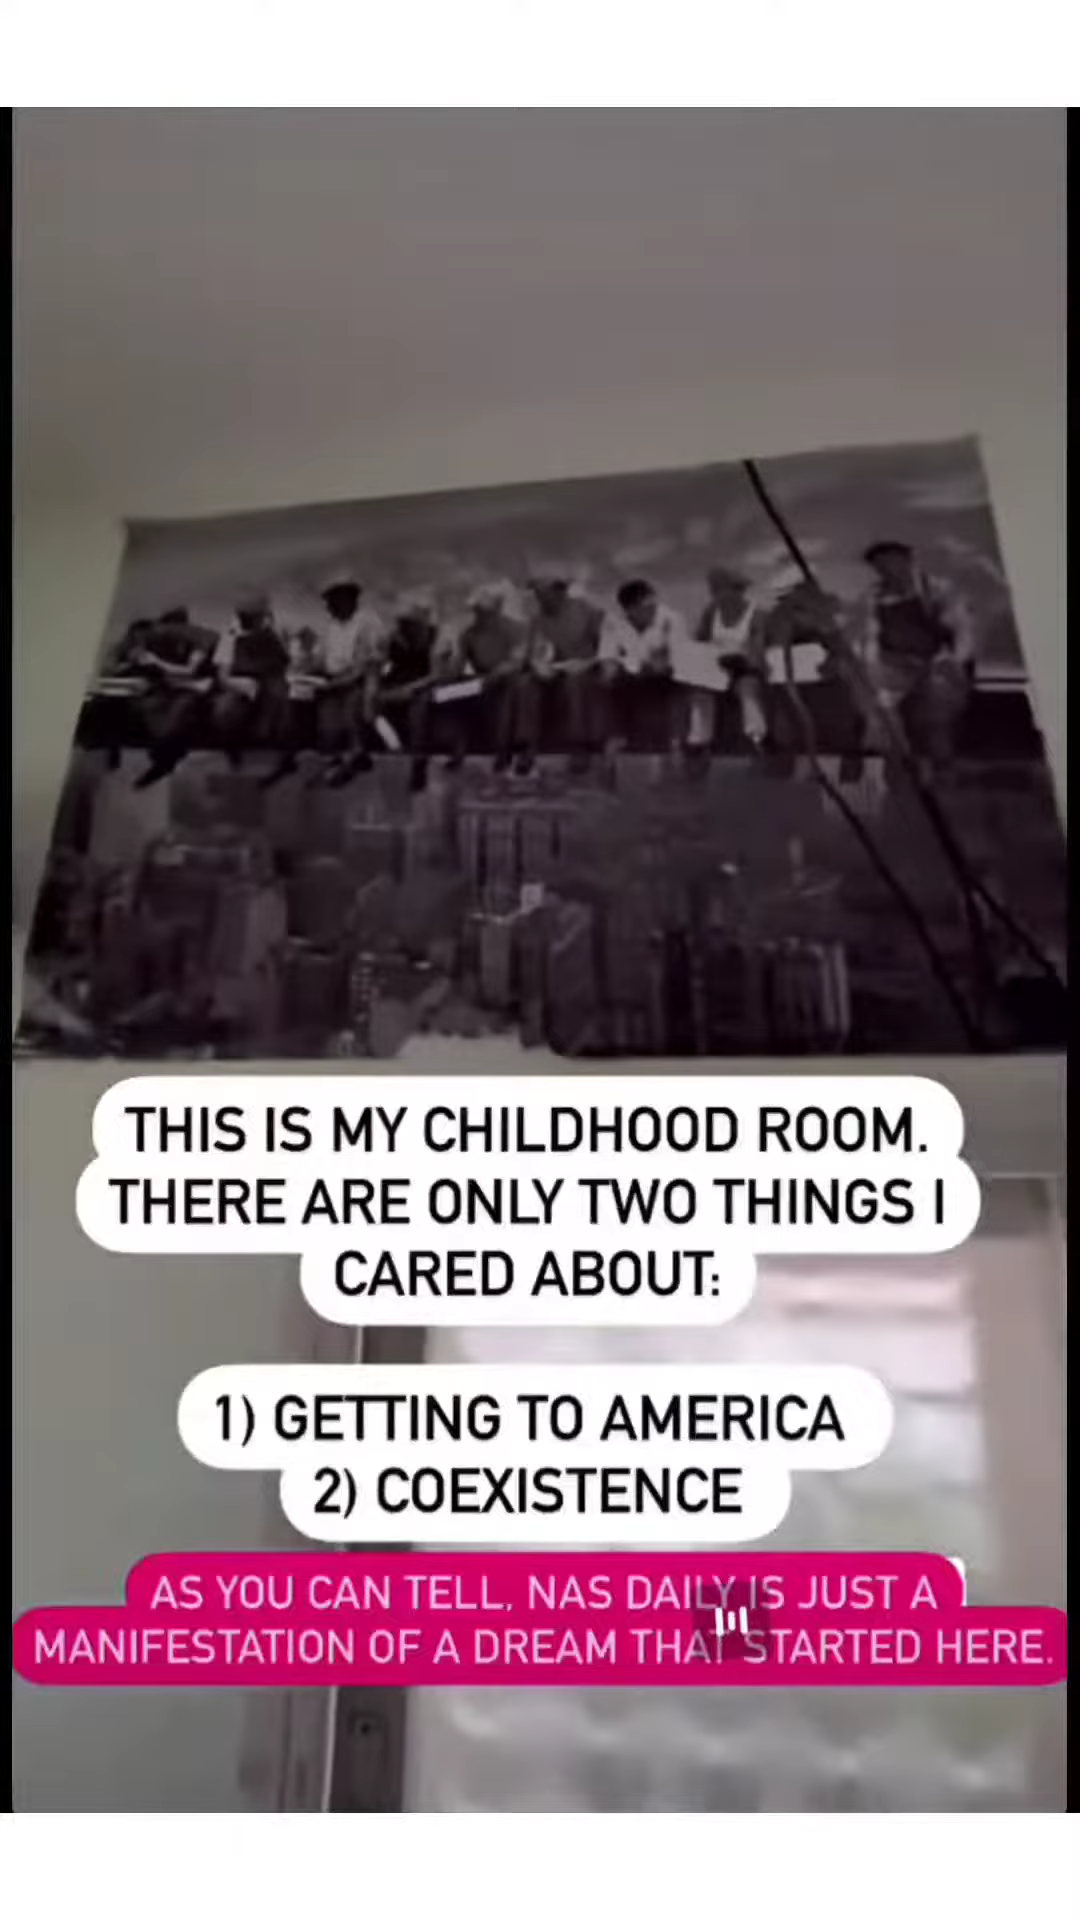 THIS IS MY CHILDHOOD ROOM.
THERE ARE ONLY TWO THINGS I
CARED ABOUT:
1) GETTING TO AMERICA
2) COEXISTENCE
AS YOU CAN TELL, NAS DAILY IS JUST A
MANIFESTATION OF A DREAM THAT STARTED HERE.